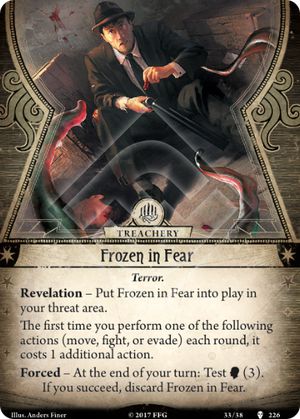 TREACHERY
Frozen in Fear
Terror.
Revelation – Put Frozen in Fear into play in
your threat area.
The first time you perform one of the following
actions (move, fight, or evade) each round, it
costs 1 additional action.
Forced – At the end of your turn: Test (3).
If you succeed, discard Frozen in Fear.
Illus. Anders Finer © 2017 FFG 33/38 226